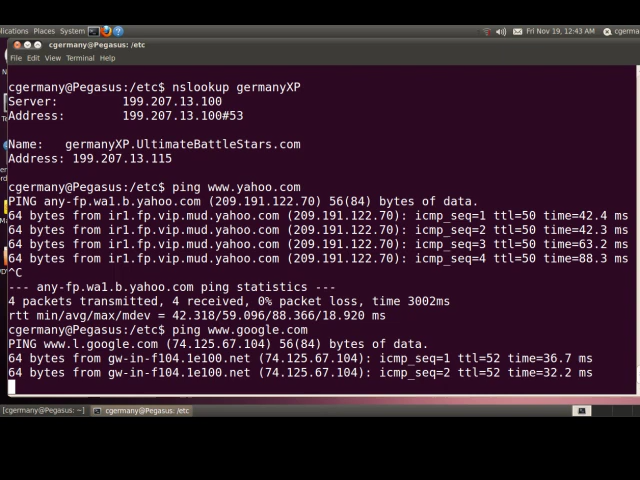 Places System Fri Nov 19, 12:43 AM cgerma
cgermany@Pegasus: /etc
File Edit View Terminal Help
cgermany@Pegasus:/etc$ nslookup germanyXP
Server: 199.207.13.100
Address: 199.207.13.100#53
Name: germanyXP.UltimateBattleStars.com
Address: 199.207.13.115
cgermany@Pegasus:/etc$ ping www.yahoo.com
PING any-fp.wa1.b.yahoo.com (209.191.122.70) 56(84) bytes of data.
64 bytes from ir1.fp.vip.mud.yahoo.com (209.191.122.70): icmp_seq=1 ttl=50 time=42.4 ms
64 bytes from ir1.fp.vip.mud.yahoo.com (209.191.122.70): icmp_seq=2 ttl=50 time=42.3 ms
64 bytes from ir1.fp.vip.mud.yahoo.com (209.191.122.70): icmp_seq=3 ttl=50 time=63.2 ms
64 bytes from ir1.fp.vip.mud.yahoo.com (209.191.122.70): icmp_seq=4 ttl=50 time=88.3 ms
^C
--- any-fp.wa1.b.yahoo.com ping statistics ---
4 packets transmitted, 4 received, 0% packet loss, time 3002ms
rtt min/avg/max/mdev = 42.318/59.096/88.366/18.920 ms
cgermany@Pegasus:/etc$ ping www.google.com
PING www.l.google.com (74.125.67.104) 56(84) bytes of data.
64 bytes from gw-in-f104.1e100.net (74.125.67.104): icmp_seq=1 ttl=52 time=36.7 ms
64 bytes from gw-in-f104.1e100.net (74.125.67.104): icmp_seq=2 ttl=52 time=32.2 ms
[cgermany@Pegasus: ~] cgermany@Pegasus: /etc